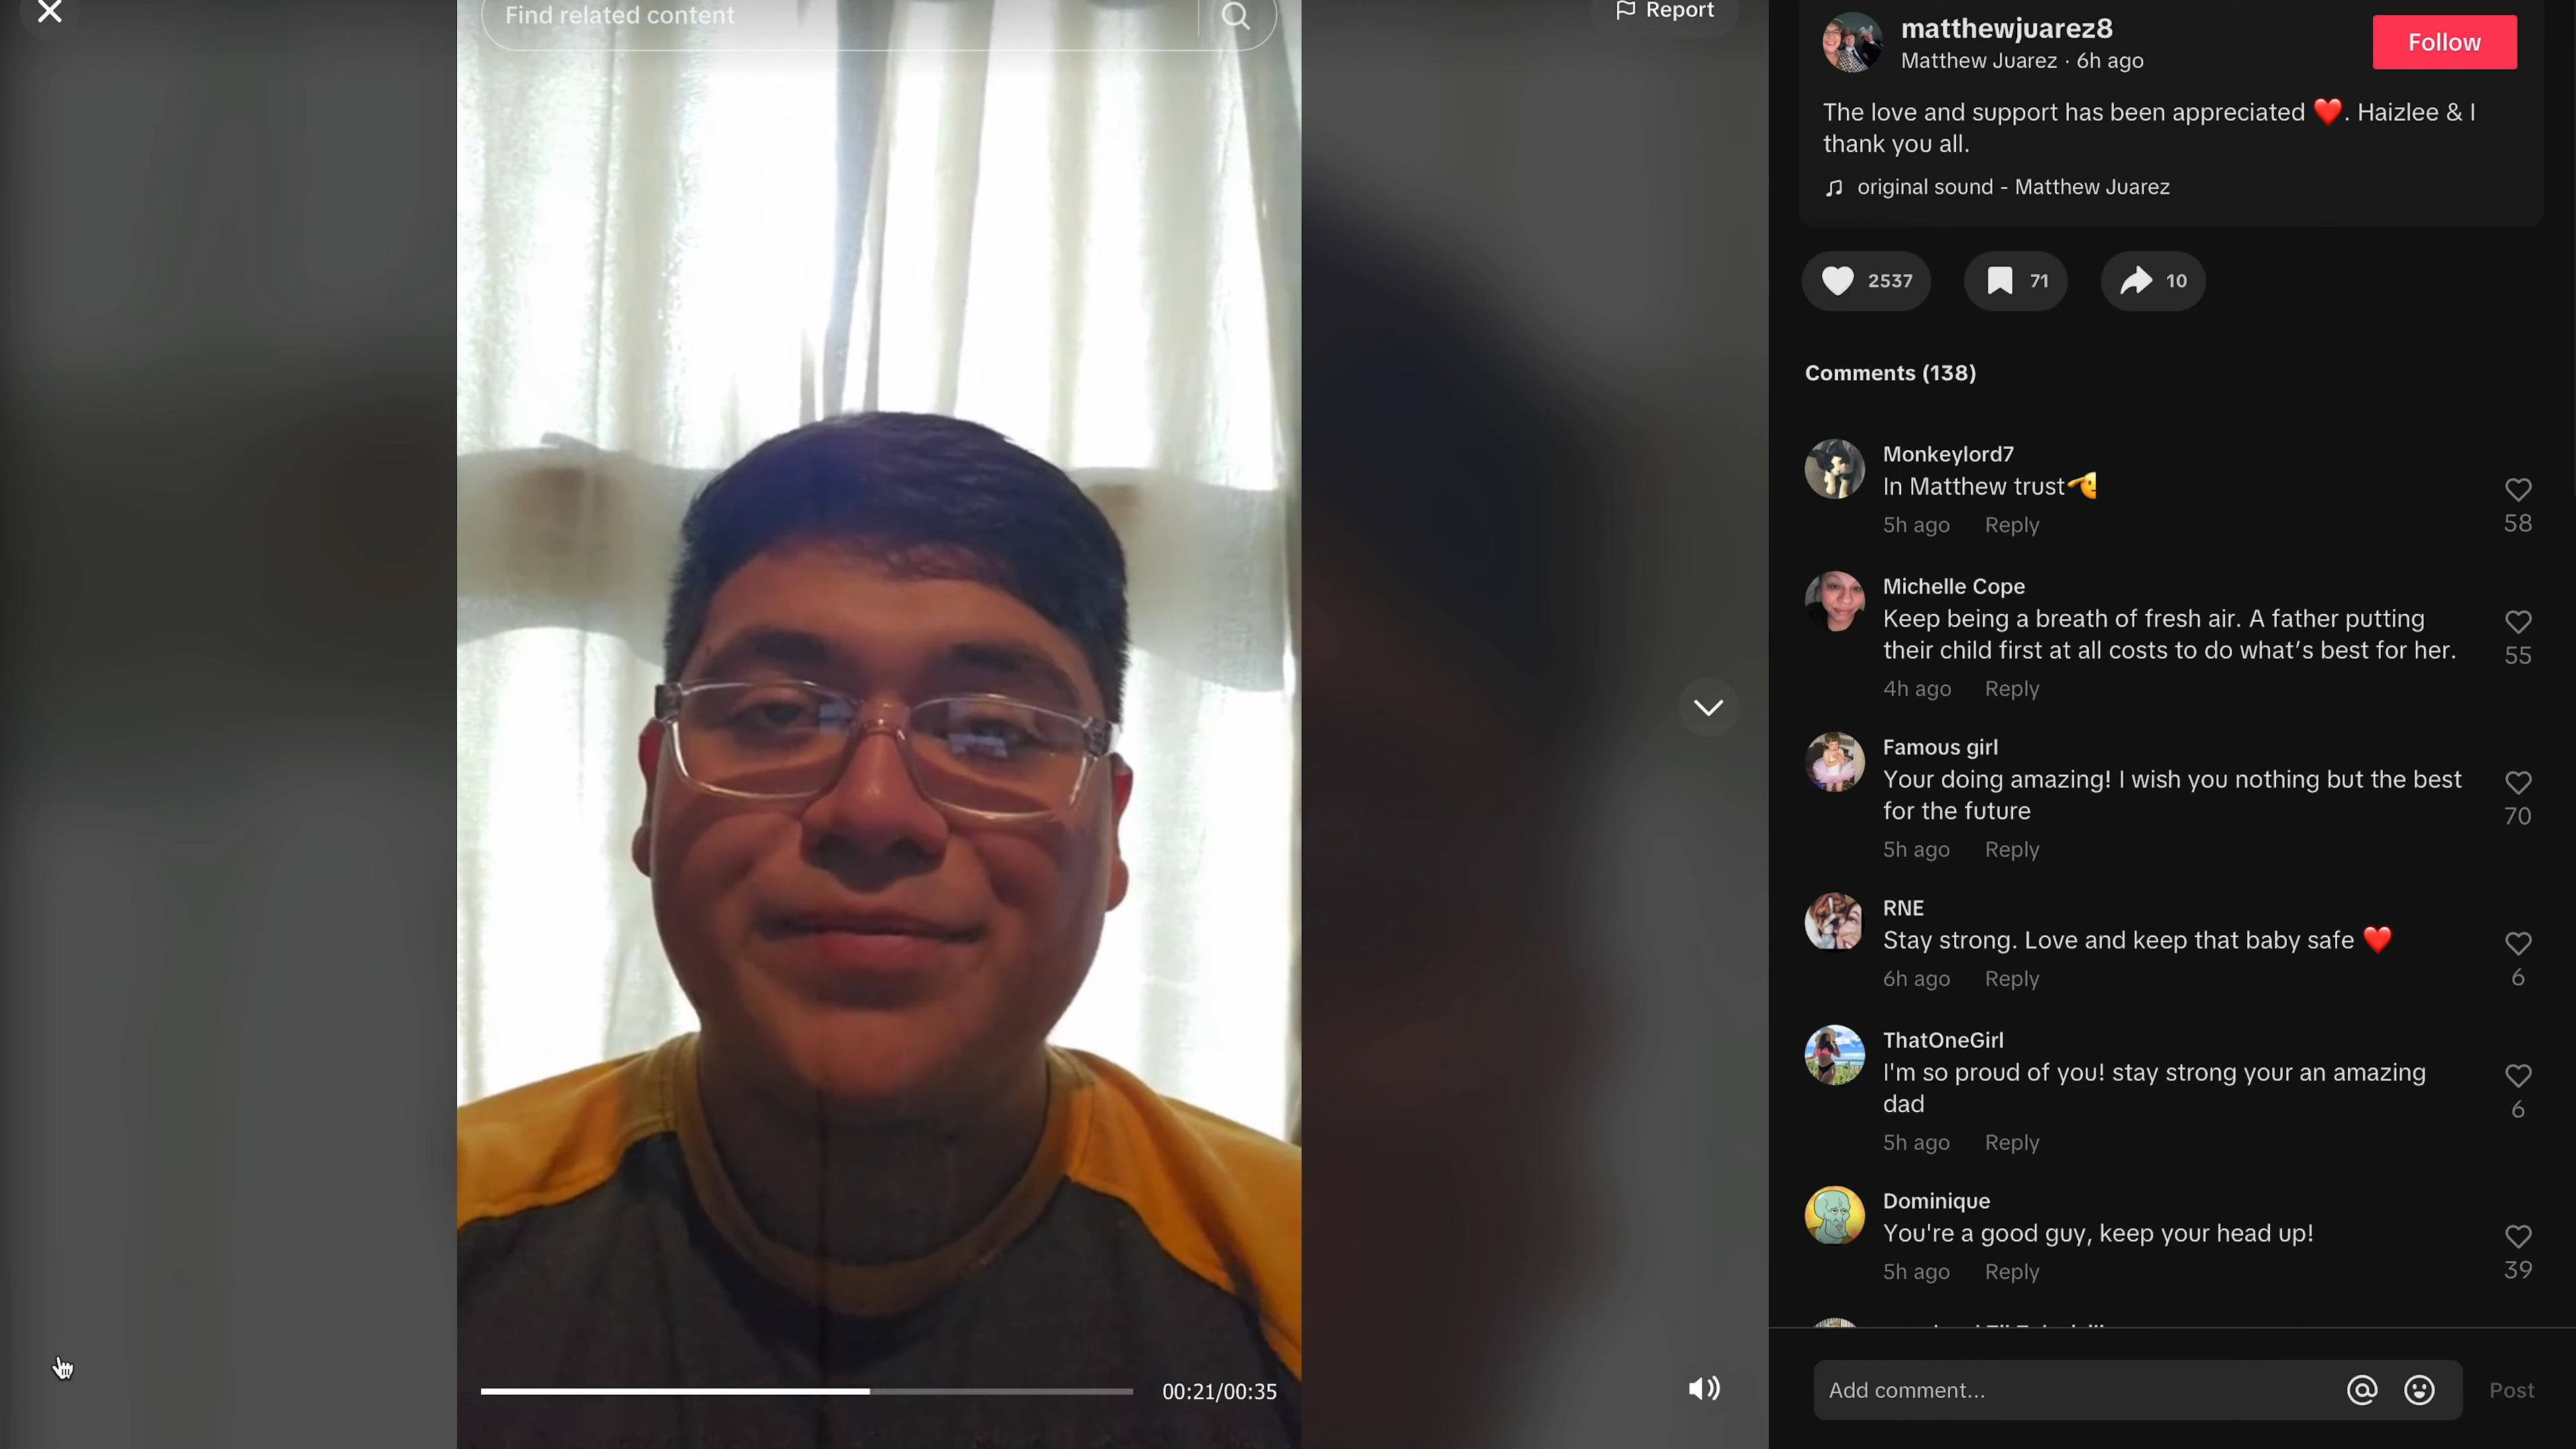 Find related content
Report
matthewjuarez8
Matthew Juarez · 6h ago
Follow
The love and support has been appreciated ❤️. Haizlee & I
thank you all.
original sound - Matthew Juarez
2537
71
10
Comments (138)
Monkeylord7
In Matthew trust🫡
5h ago Reply
58
Michelle Cope
Keep being a breath of fresh air. A father putting
their child first at all costs to do what’s best for her.
4h ago Reply
55
Famous girl
Your doing amazing! I wish you nothing but the best
for the future
5h ago Reply
70
RNE
Stay strong. Love and keep that baby safe ❤️
6h ago Reply
6
ThatOneGirl
I'm so proud of you! stay strong your an amazing
dad
5h ago Reply
6
Dominique
You're a good guy, keep your head up!
5h ago Reply
39
00:21/00:35
Add comment...
Post